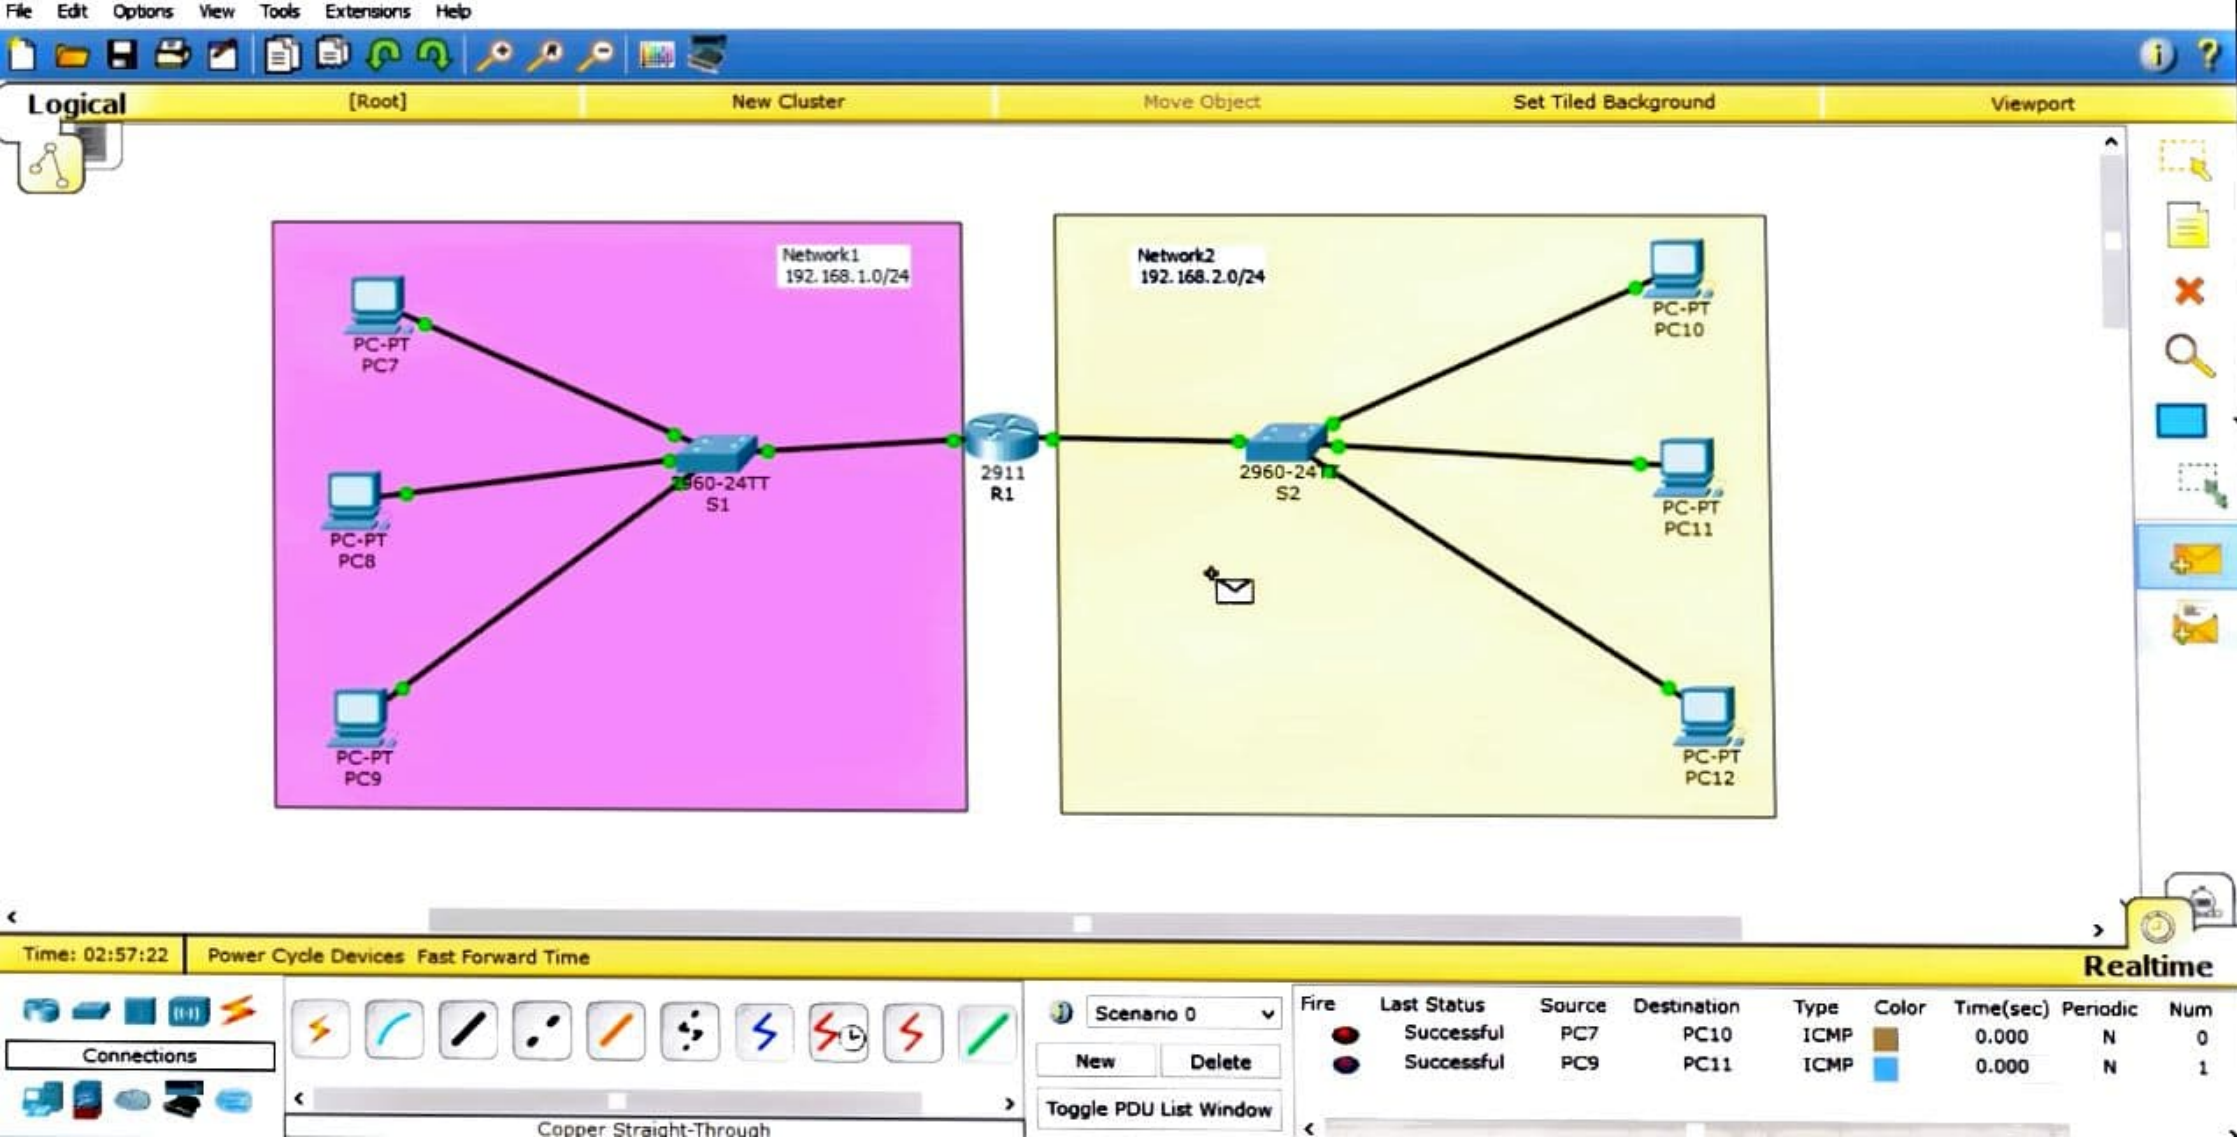 File Edit Options View Tools Extensions Help
Logical [Root] New Cluster Move Object Set Tiled Background Viewport
Network1
192.168.1.0/24
Network2
192.168.2.0/24
PC-PT
PC7
PC-PT
PC8
PC-PT
PC9
2960-24TT
S1
2911
R1
2960-24TT
S2
PC-PT
PC10
PC-PT
PC11
PC-PT
PC12
Time: 02:57:22 Power Cycle Devices Fast Forward Time
Realtime
Connections
Copper Straight-Through
Scenario 0
New Delete
Toggle PDU List Window
Fire Last Status Source Destination Type Color Time(sec) Periodic Num
Successful PC7 PC10 ICMP 0.000 N 0
Successful PC9 PC11 ICMP 0.000 N 1